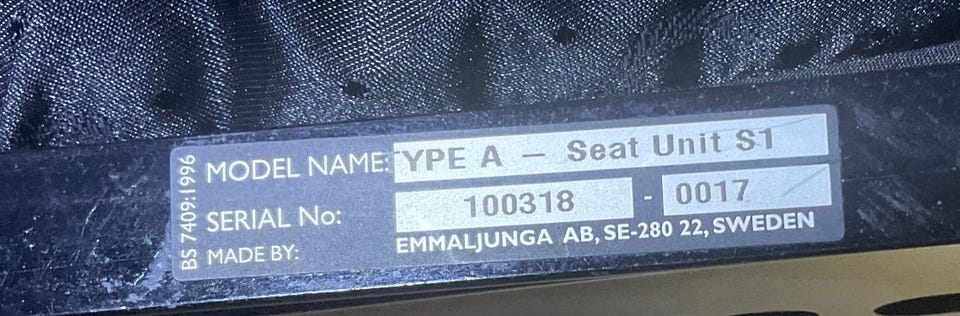 BS 7409:1996
MODEL NAME: TYPE A – Seat Unit S1
SERIAL No: 100318 - 0017
MADE BY: EMMALJUNGA AB, SE-280 22, SWEDEN